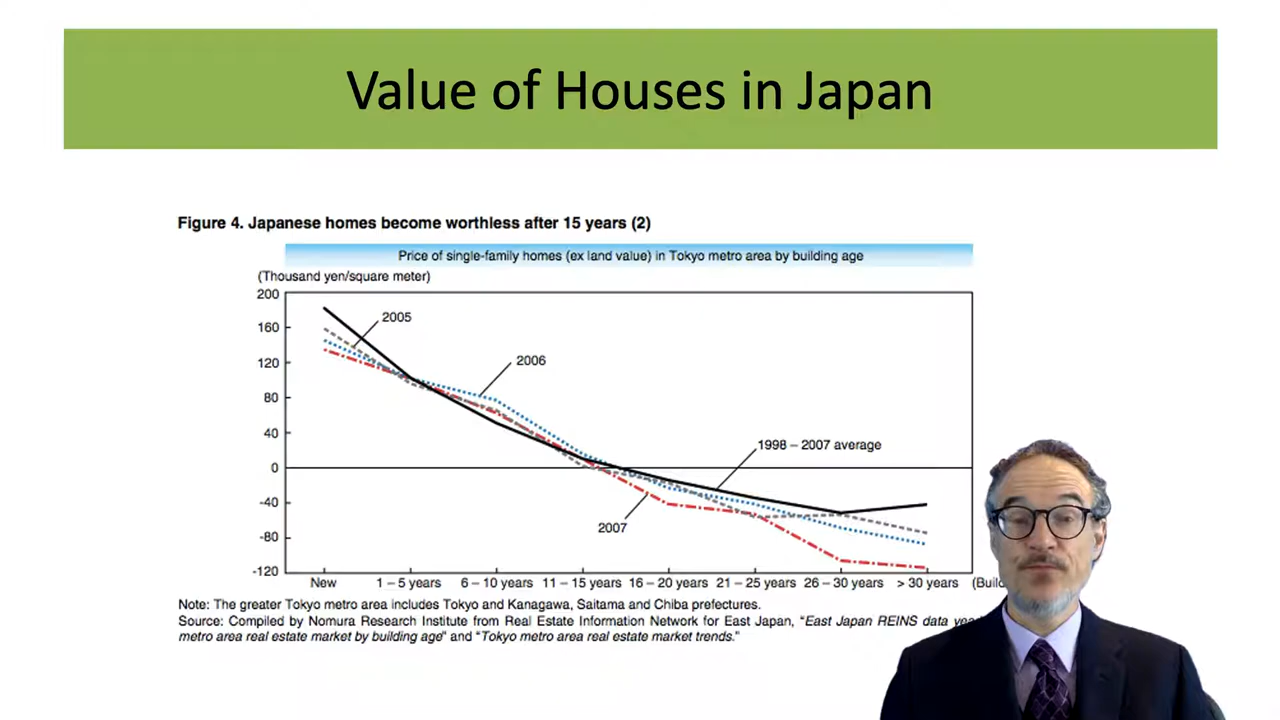 Value of Houses in Japan
Figure 4. Japanese homes become worthless after 15 years (2)
Price of single-family homes (ex land value) in Tokyo metro area by building age
(Thousand yen/square meter)
200
160
120
80
40
0
-40
-80
-120
2005
2006
1998 – 2007 average
2007
New 1 – 5 years 6 – 10 years 11 – 15 years 16 – 20 years 21 – 25 years 26 – 30 years > 30 years
Note: The greater Tokyo metro area includes Tokyo and Kanagawa, Saitama and Chiba prefectures.
Source: Compiled by Nomura Research Institute from Real Estate Information Network for East Japan, "East Japan REINS data
metro area real estate market by building age" and "Tokyo metro area real estate market trends."